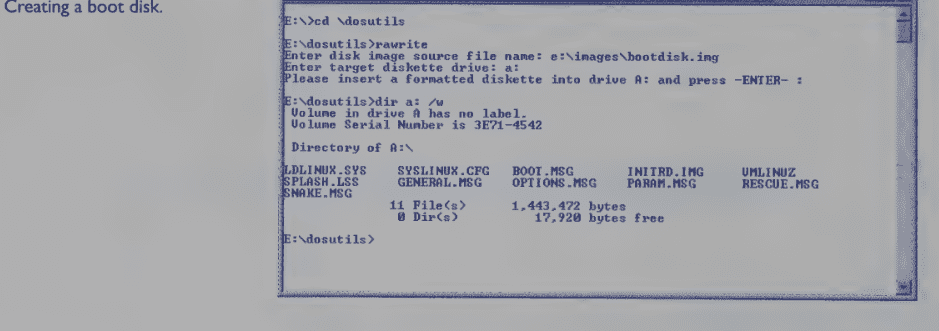 Creating a boot disk.
E:\>cd \dosutils
E:\dosutils>rawrite
Enter disk image source file name: e:\images\bootdisk.img
Enter target diskette drive: a:
Please insert a formatted diskette into drive A: and press -ENTER- :
E:\dosutils>dir a: /w
Volume in drive A has no label.
Volume Serial Number is 3E71-4542
Directory of A:\
LDLINUX.SYS SYSLINUX.CFG BOOT.MSG INITRD.IMG VMLINUZ
SPLASH.LSS GENERAL.MSG OPTIONS.MSG PARAM.MSG RESCUE.MSG
SNAKE.MSG
11 File(s) 1,443,472 bytes
0 Dir(s) 17,920 bytes free
E:\dosutils>